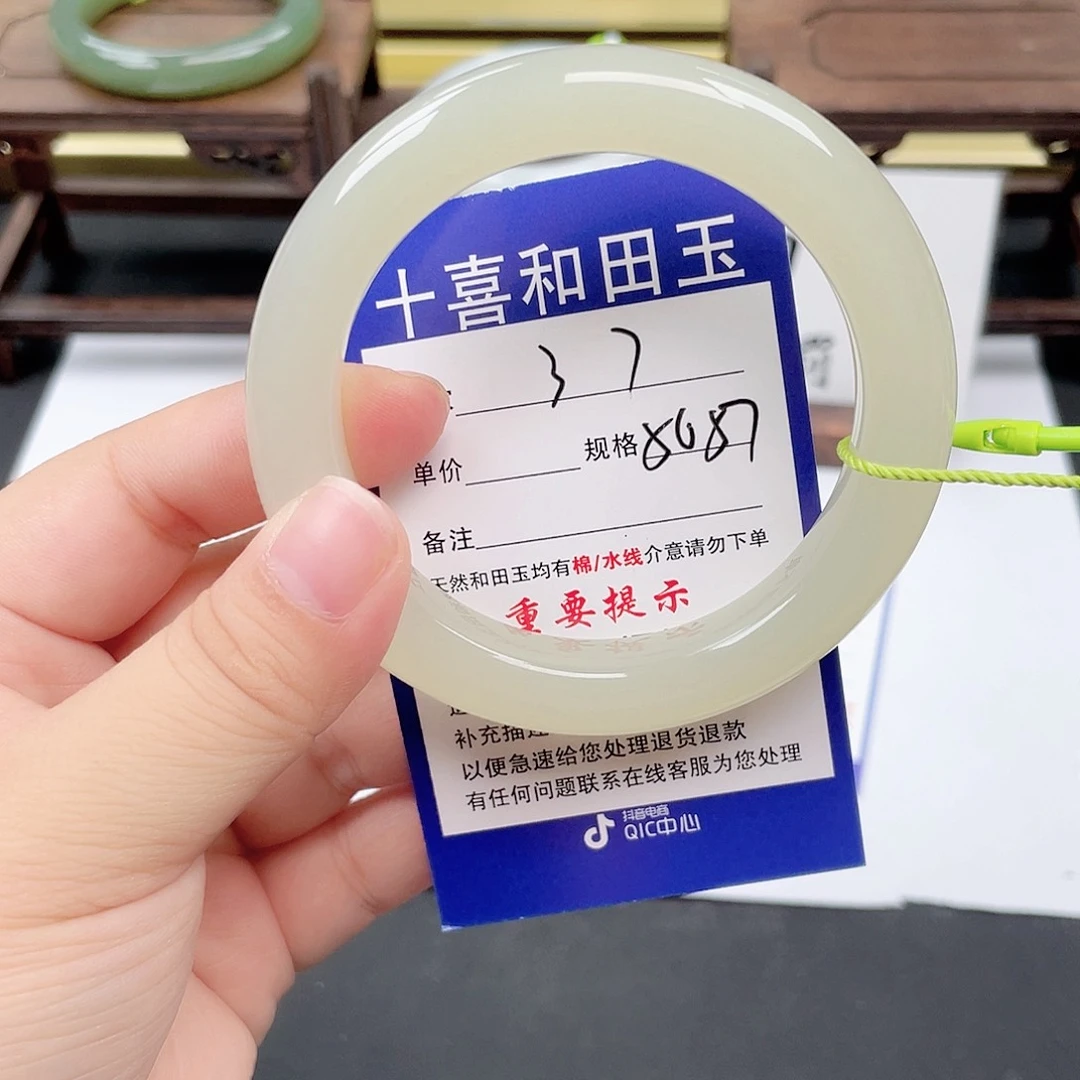 十喜和田玉
37
单价 规格 8687
备注
天然和田玉均有棉/水线介意请勿下单
重要提示
补充描述
以便急速给您处理退货退款
有任何问题联系在线客服为您处理
抖音电商
QIC中心